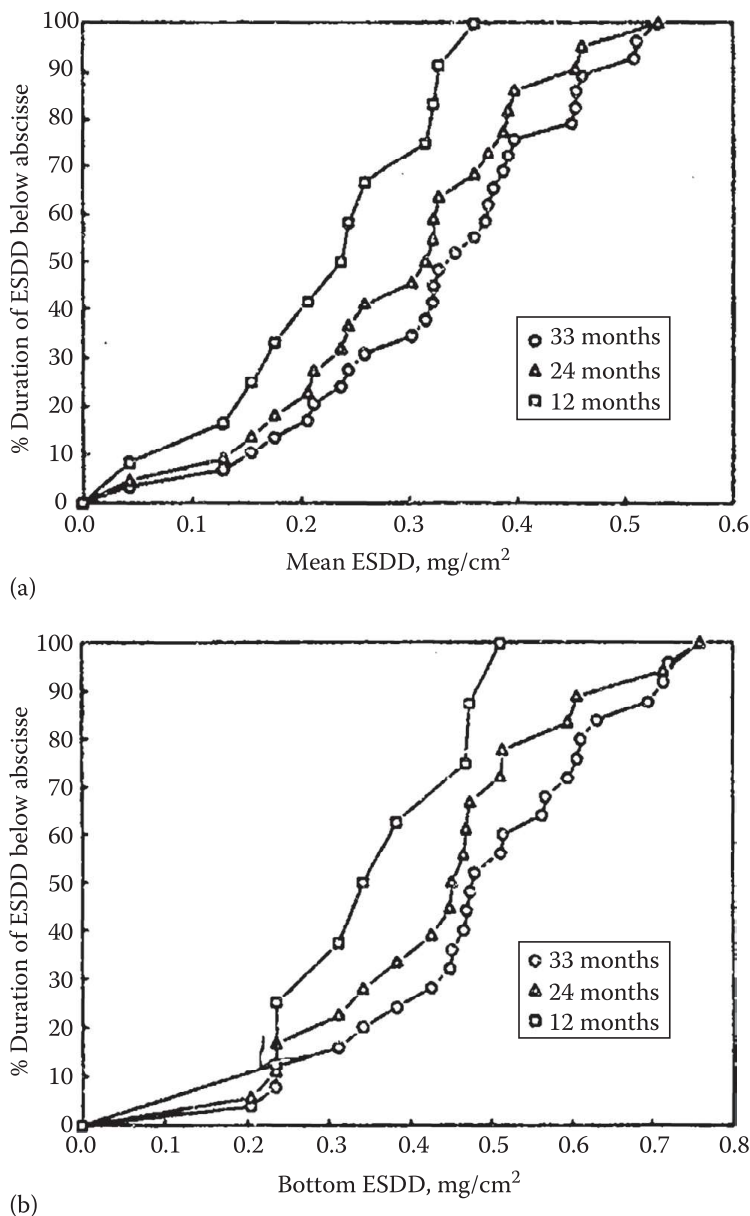 100
90
80
70
60
50
40
30
20
10
0
% Duration of ESDD below abscisse
33 months
24 months
12 months
0.0 0.1 0.2 0.3 0.4 0.5 0.6
Mean ESDD, mg/cm²
(a)
100
90
80
70
60
50
40
30
20
10
0
% Duration of ESDD below abscisse
33 months
24 months
12 months
0.0 0.1 0.2 0.3 0.4 0.5 0.6 0.7 0.8
Bottom ESDD, mg/cm²
(b)